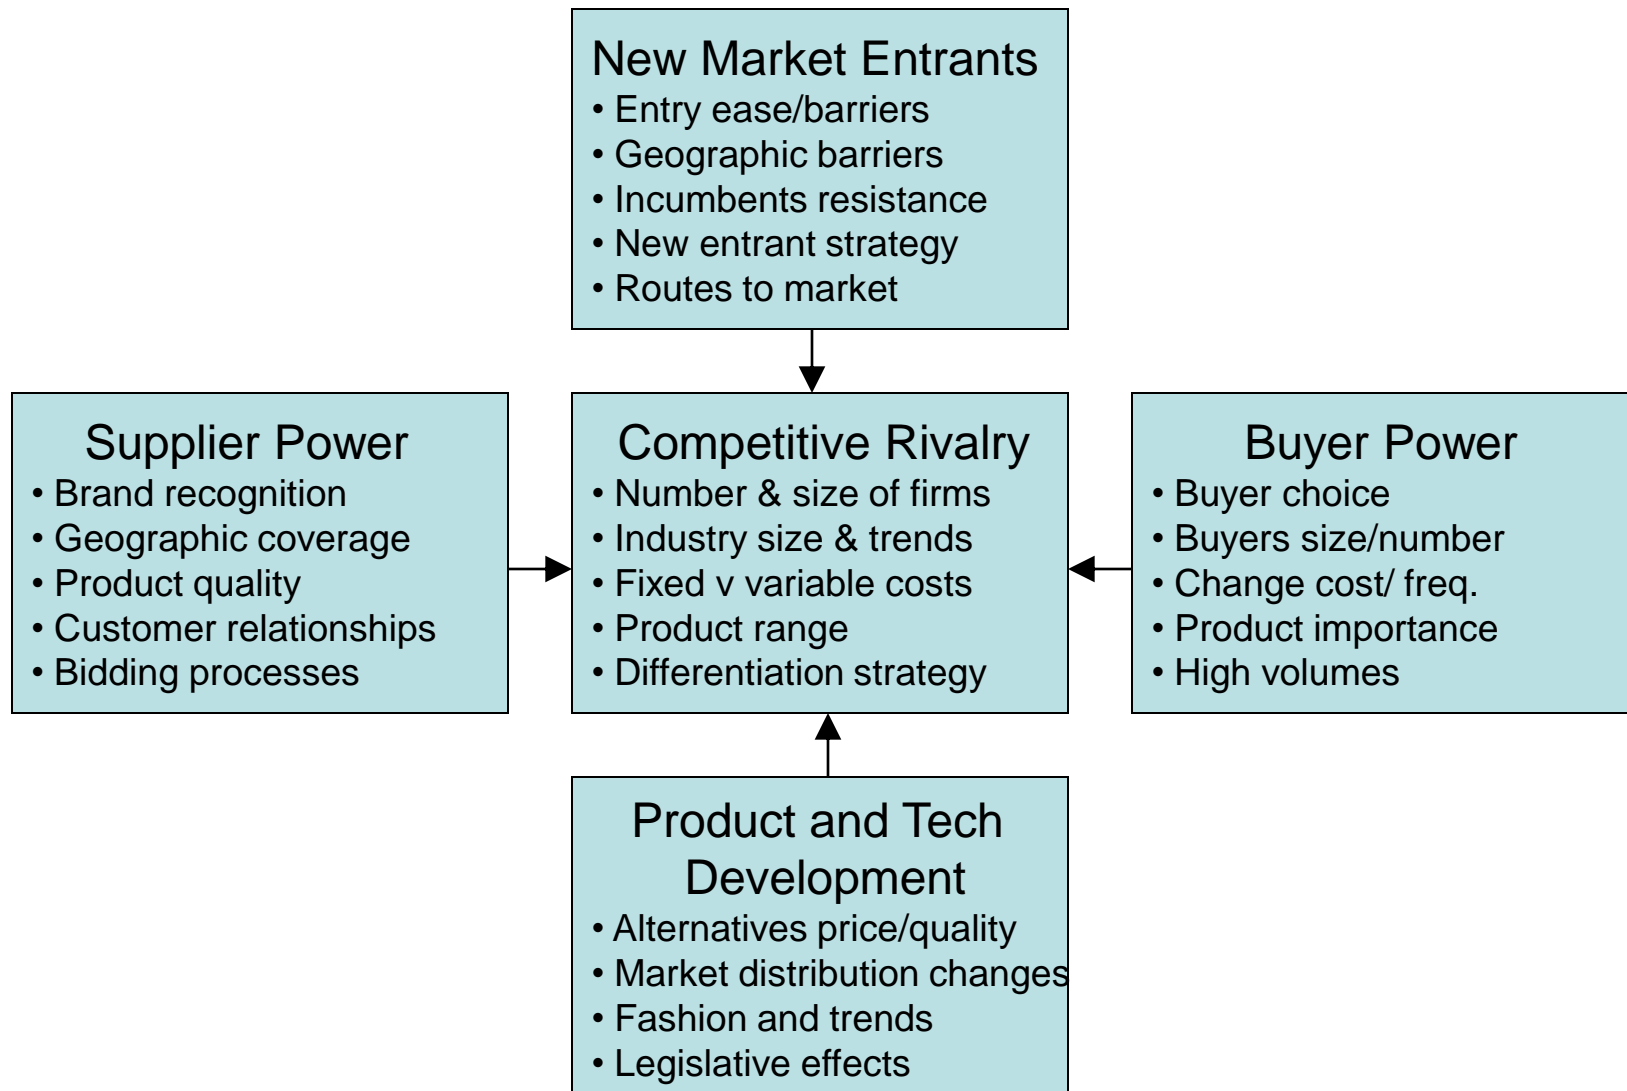 New Market Entrants
• Entry ease/barriers
• Geographic barriers
• Incumbents resistance
• New entrant strategy
• Routes to market
Supplier Power
• Brand recognition
• Geographic coverage
• Product quality
• Customer relationships
• Bidding processes
Competitive Rivalry
• Number & size of firms
• Industry size & trends
• Fixed v variable costs
• Product range
• Differentiation strategy
Buyer Power
• Buyer choice
• Buyers size/number
• Change cost/ freq.
• Product importance
• High volumes
Product and Tech
Development
• Alternatives price/quality
• Market distribution changes
• Fashion and trends
• Legislative effects